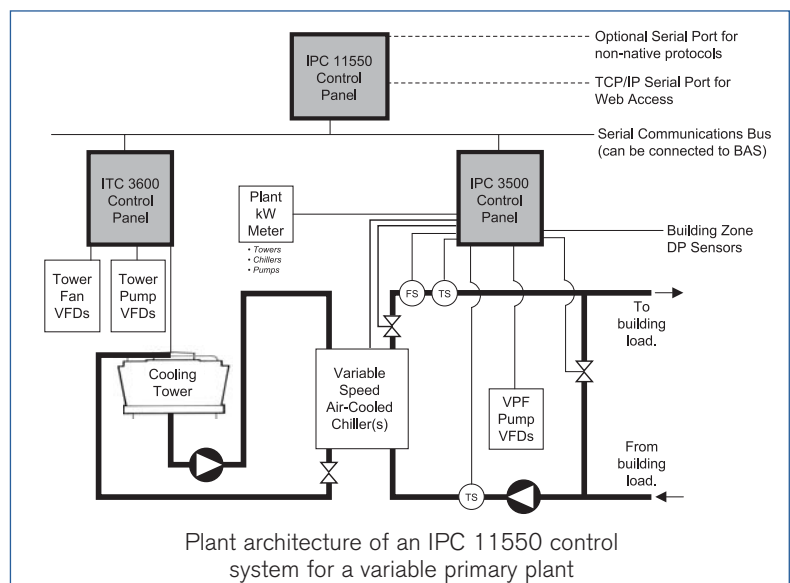 Optional Serial Port for
non-native protocols
IPC 11550
Control
Panel
TCP/IP Serial Port for
Web Access
Serial Communications Bus
(can be connected to BAS)
ITC 3600
Control
Panel
Plant
kW
Meter
• Towers
• Chillers
• Pumps
IPC 3500
Control
Panel
Building Zone
DP Sensors
Tower
Fan
VFDs
Tower
Pump
VFDs
FS
TS
To
building
load.
Cooling
Tower
Variable
Speed
Air-Cooled
Chiller(s)
VPF
Pump
VFDs
From
building
load.
TS
Plant architecture of an IPC 11550 control
system for a variable primary plant